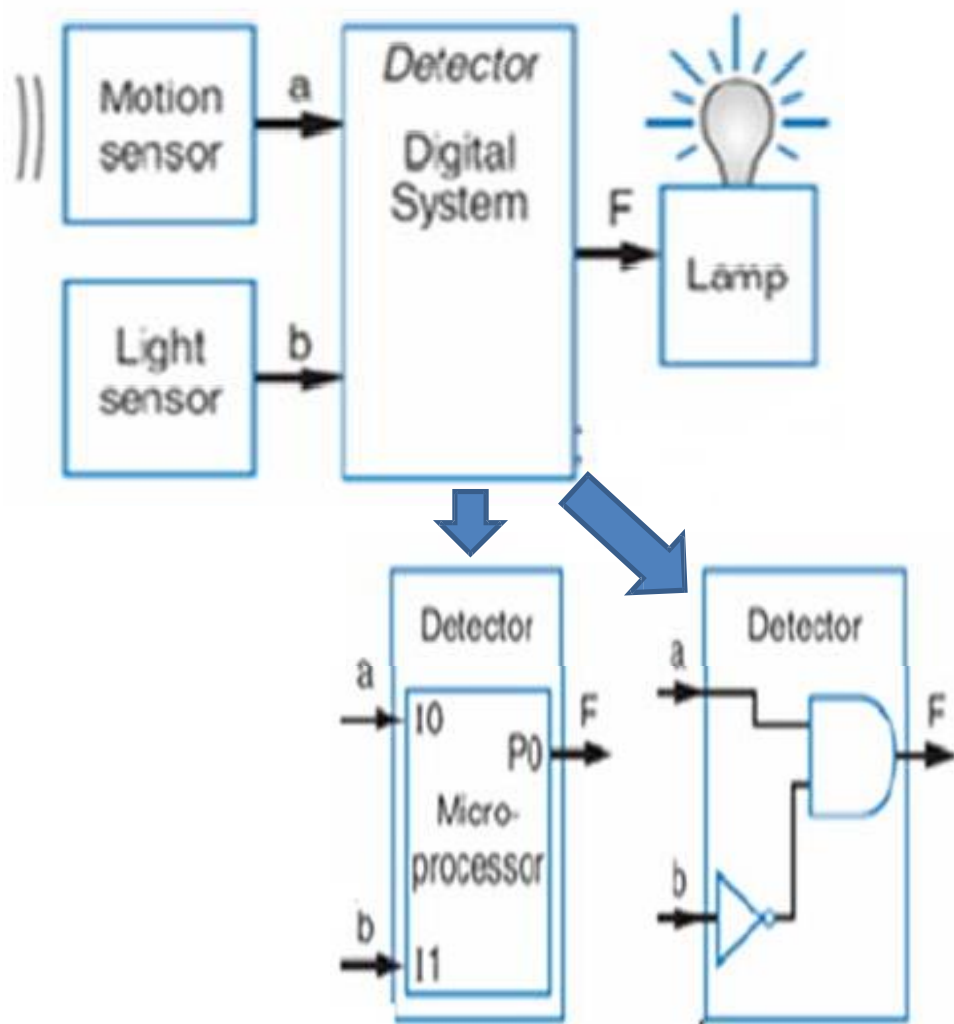 Motion
sensor
a
Detector
Digital
System
F
Lamp
Light
sensor
b
Detector
a
I0
P0
F
Micro-
processor
b
I1
Detector
a
F
b